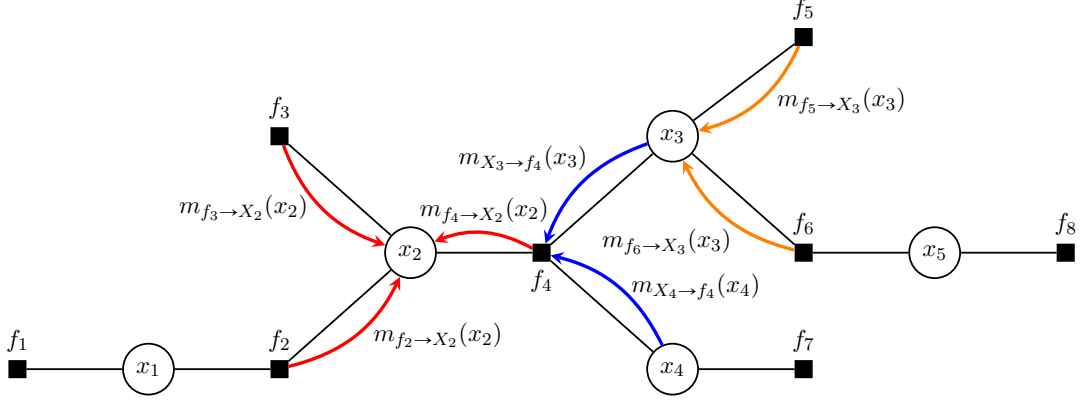 f₅
m_{f₅→X₃}(x₃)
f₃
x₃
m_{X₃→f₄}(x₃)
m_{f₃→X₂}(x₂)
m_{f₄→X₂}(x₂)
f₆
f₈
m_{f₆→X₃}(x₃)
x₂
x₅
f₄
m_{X₄→f₄}(x₄)
m_{f₂→X₂}(x₂)
f₁
f₂
f₇
x₁
x₄